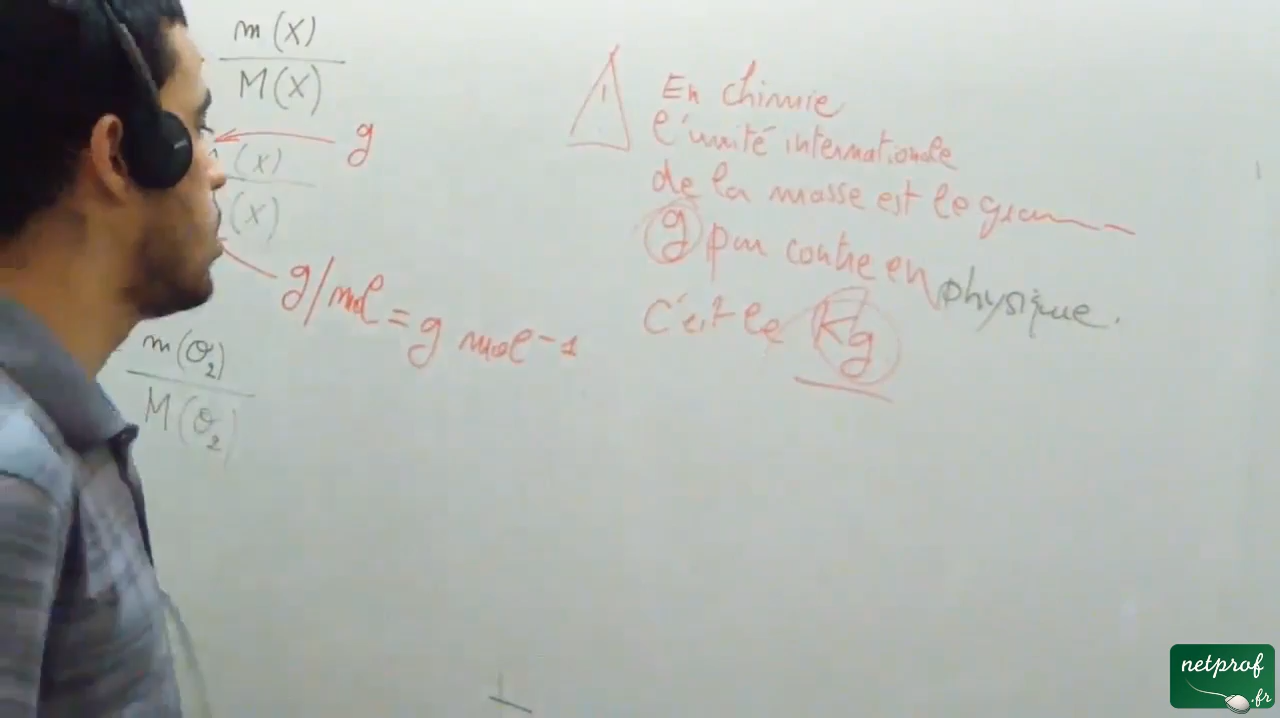 m(X)
M(X)
g
(X)
(X)
g/mol = g mol⁻¹
m(O₂)
M(O₂)
!
En chimie
l'unité internationale
de la masse est le gram
g par contre en physique.
C'est le Kg
netprof
.fr